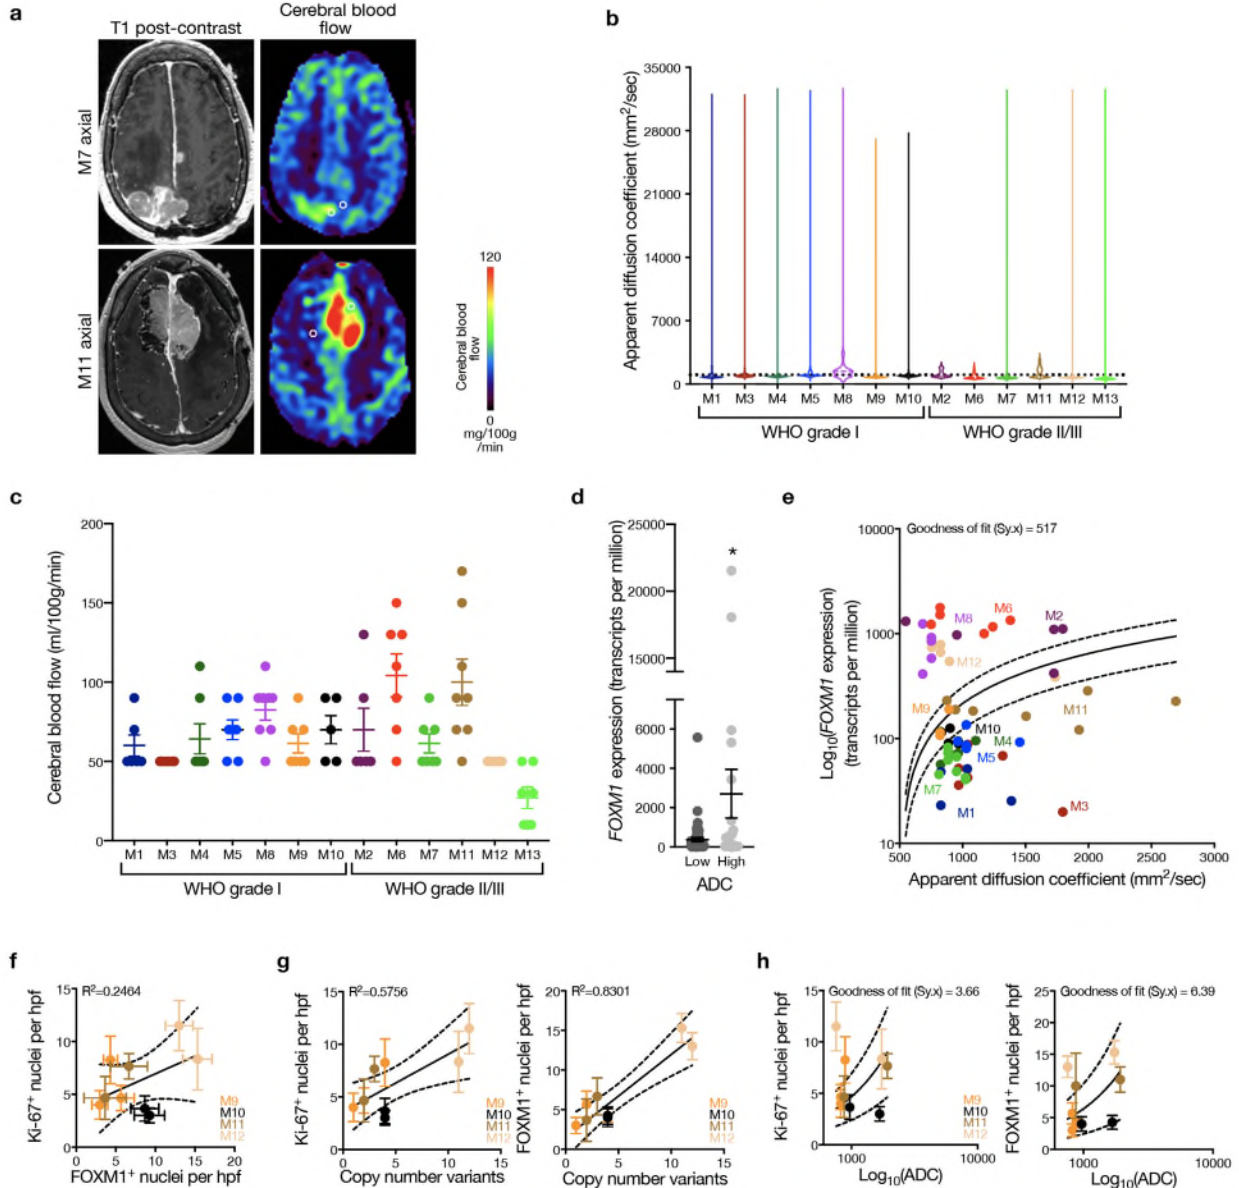 a
T1 post-contrast
Cerebral blood
flow
M7 axial
M11 axial
120
Cerebral blood
flow
0
mg/100g
/min
b
Apparent diffusion coefficient (mm²/sec)
35000
28000
21000
14000
7000
0
M1 M3 M4 M5 M8 M9 M10 M2 M6 M7 M11 M12 M13
WHO grade I
WHO grade II/III
c
Cerebral blood flow (ml/100g/min)
200
150
100
50
0
M1 M3 M4 M5 M8 M9 M10 M2 M6 M7 M11 M12 M13
WHO grade I
WHO grade II/III
d
FOXM1 expression (transcripts per million)
25000
20000
15000
6000
4000
2000
0
*
Low High
ADC
e
Goodness of fit (Sy.x) = 517
Log₁₀(FOXM1 expression)
(transcripts per million)
10000
1000
100
10
M8
M6
M2
M12
M9
M10
M11
M4
M5
M7
M1
M3
500 1000 1500 2000 2500 3000
Apparent diffusion coefficient (mm²/sec)
f
R²=0.2464
Ki-67⁺ nuclei per hpf
15
10
5
0
M9
M10
M11
M12
0 5 10 15 20
FOXM1⁺ nuclei per hpf
g
R²=0.5756
Ki-67⁺ nuclei per hpf
15
10
5
0
M9
M10
M11
M12
0 5 10 15
Copy number variants
R²=0.8301
FOXM1⁺ nuclei per hpf
20
15
10
5
0
M9
M10
M11
M12
0 5 10 15
Copy number variants
h
Goodness of fit (Sy.x) = 3.66
Ki-67⁺ nuclei per hpf
15
10
5
0
M9
M10
M11
M12
1000 10000
Log₁₀(ADC)
Goodness of fit (Sy.x) = 6.39
FOXM1⁺ nuclei per hpf
25
20
15
10
5
0
M9
M10
M11
M12
1000 10000
Log₁₀(ADC)